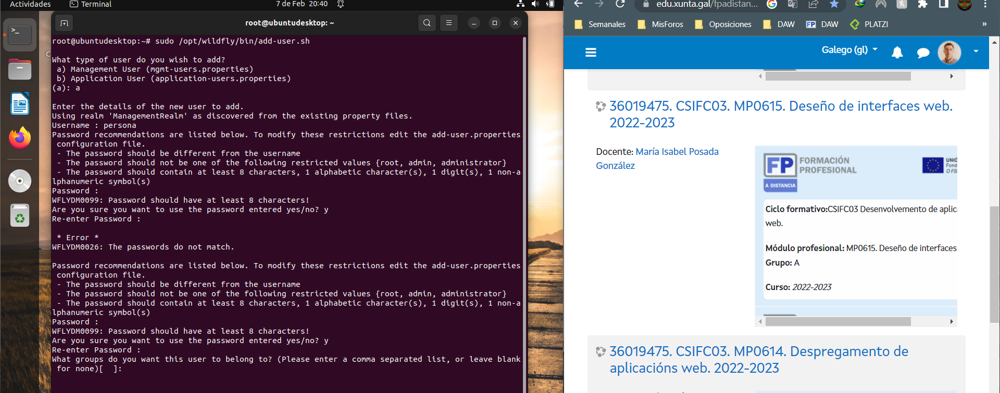 Actividades
Terminal
7 de Feb 20:40
root@ubuntudesktop: ~
root@ubuntudesktop:~# sudo /opt/wildfly/bin/add-user.sh
What type of user do you wish to add?
a) Management User (mgmt-users.properties)
b) Application User (application-users.properties)
(a): a
Enter the details of the new user to add.
Using realm 'ManagementRealm' as discovered from the existing property files.
Username : persona
Password recommendations are listed below. To modify these restrictions edit the add-user.properties
configuration file.
- The password should be different from the username
- The password should not be one of the following restricted values {root, admin, administrator}
- The password should contain at least 8 characters, 1 alphabetic character(s), 1 digit(s), 1 non-a
lphanumeric symbol(s)
Password :
WFLYDM0099: Password should have at least 8 characters!
Are you sure you want to use the password entered yes/no? y
Re-enter Password :
* Error *
WFLYDM0026: The passwords do not match.
Password recommendations are listed below. To modify these restrictions edit the add-user.properties
configuration file.
- The password should be different from the username
- The password should not be one of the following restricted values {root, admin, administrator}
- The password should contain at least 8 characters, 1 alphabetic character(s), 1 digit(s), 1 non-a
lphanumeric symbol(s)
Password :
WFLYDM0099: Password should have at least 8 characters!
Are you sure you want to use the password entered yes/no? y
Re-enter Password :
What groups do you want this user to belong to? (Please enter a comma separated list, or leave blank
for none)[  ]:
edu.xunta.gal/fpadistan...
Semanales
MisForos
Oposiciones
DAW
FP DAW
PLATZI
»
Galego (gl)
36019475. CSIFC03. MP0615. Deseño de interfaces web.
2022-2023
Docente: María Isabel Posada
González
FP FORMACIÓN
PROFESIONAL
A DISTANCIA
UNIÓ
Fond
O FS
Ciclo formativo:CSIFC03 Desenvolvemento de aplic
web.
Módulo profesional: MP0615. Deseño de interfaces
Grupo: A
Curso: 2022-2023
36019475. CSIFC03. MP0614. Despregamento de
aplicacións web. 2022-2023